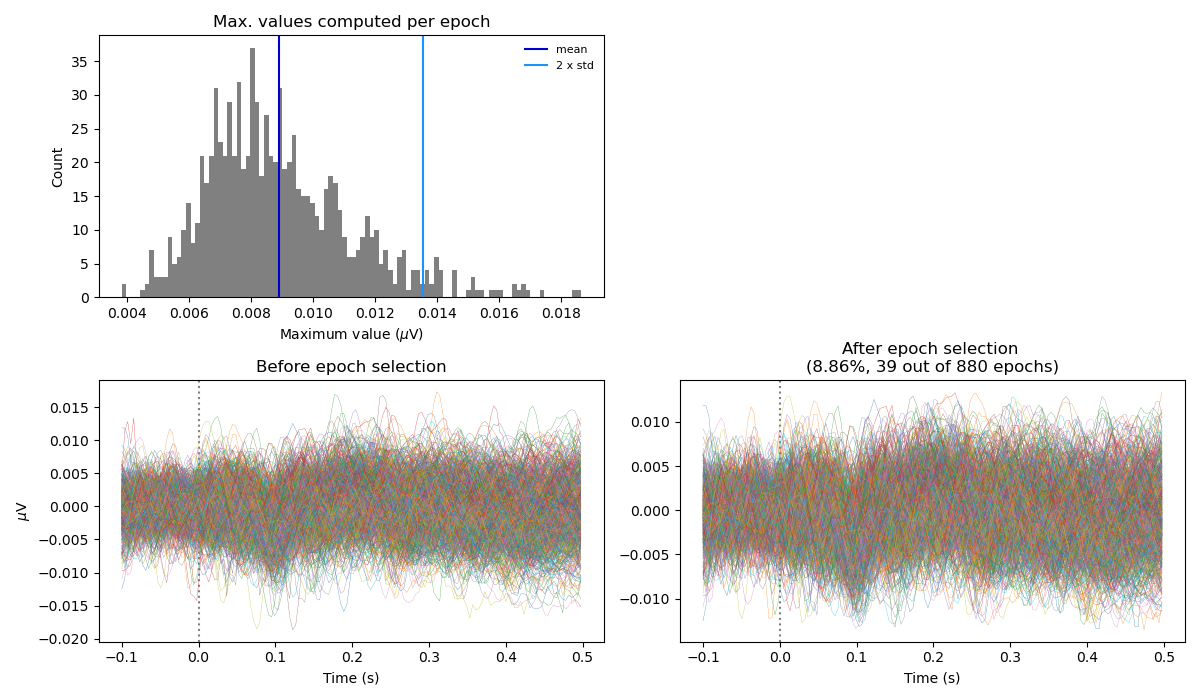 Max. values computed per epoch
mean
2 x std
35
30
25
20
15
10
5
0
Count
0.004 0.006 0.008 0.010 0.012 0.014 0.016 0.018
Maximum value (μV)
Before epoch selection
0.015
0.010
0.005
0.000
−0.005
−0.010
−0.015
−0.020
μV
−0.1 0.0 0.1 0.2 0.3 0.4 0.5
Time (s)
After epoch selection
(8.86%, 39 out of 880 epochs)
0.010
0.005
0.000
−0.005
−0.010
−0.1 0.0 0.1 0.2 0.3 0.4 0.5
Time (s)